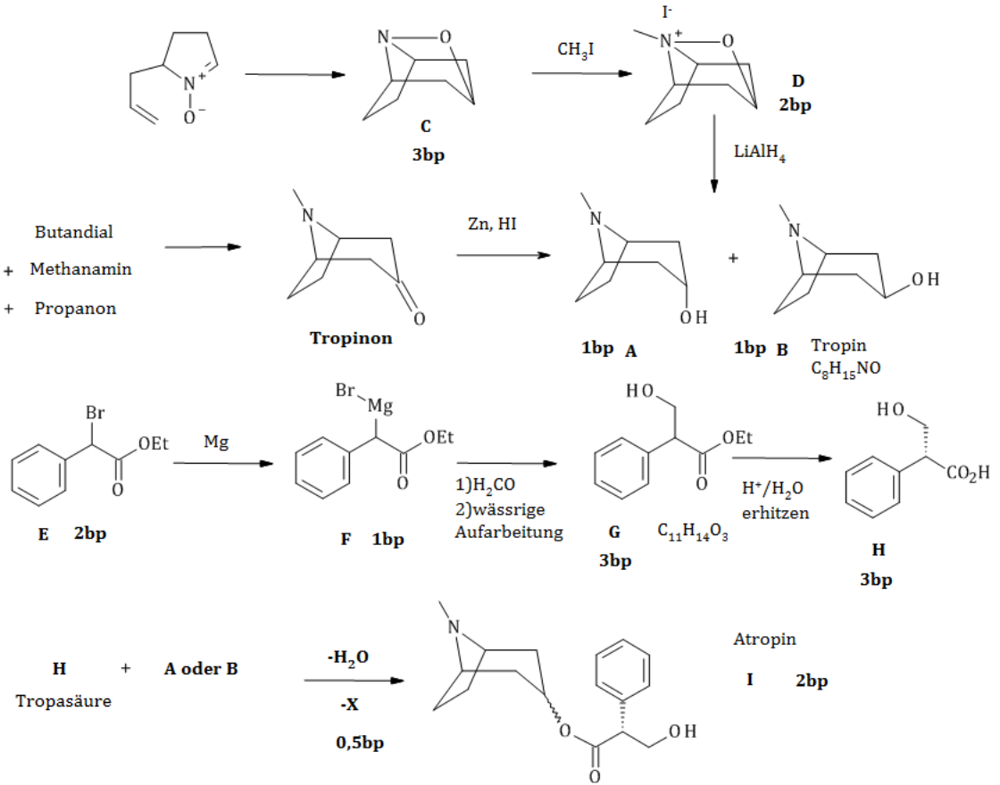 I⁻
N
O
CH₃I
N⁺
O
N⁺
O⁻
C
3bp
D
2bp
LiAlH₄
Butandial
+ Methanamin
+ Propanon
N
O
Tropinon
Zn, HI
N
OH
1bp A
+
N
OH
1bp B Tropin
C₈H₁₅NO
Br
OEt
O
E 2bp
Mg
Br
Mg
OEt
O
F 1bp
1)H₂CO
2)wässrige
Aufarbeitung
HO
OEt
O
G
3bp
C₁₁H₁₄O₃
H⁺/H₂O
erhitzen
HO
CO₂H
H
3bp
H + A oder B
Tropasäure
-H₂O
-X
0,5bp
N
O
O
OH
Atropin
I 2bp